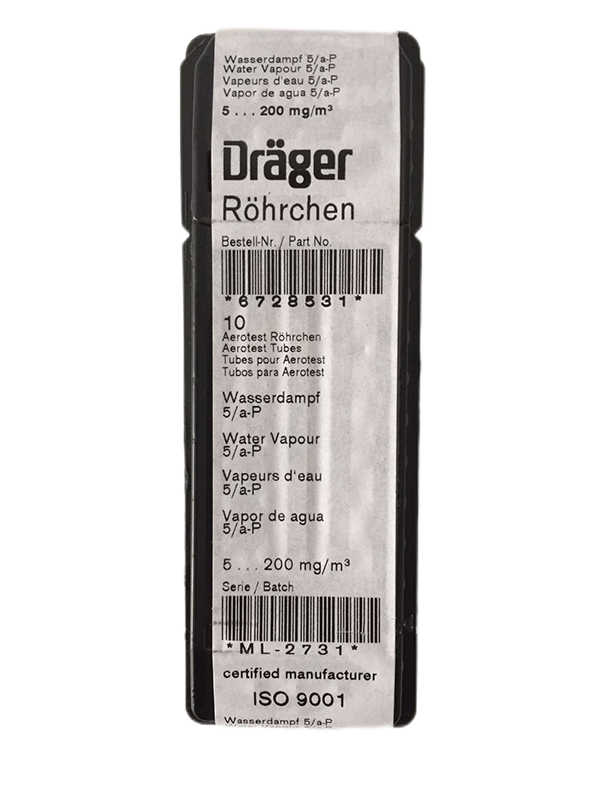 Wasserdampf 5/a-P
Water Vapour 5/a-P
Vapeurs d'eau 5/a-P
Vapor de agua 5/a-P
5 ... 200 mg/m³
Dräger
Röhrchen
Bestell-Nr. / Part No.
*6728531*
10
Aerotest Röhrchen
Aerotest Tubes
Tubes pour Aerotest
Tubos para Aerotest
Wasserdampf
5/a-P
Water Vapour
5/a-P
Vapeurs d'eau
5/a-P
Vapor de agua
5/a-P
5 ... 200 mg/m³
Serie / Batch
*ML-2731*
certified manufacturer
ISO 9001
Wasserdampf 5/a-P